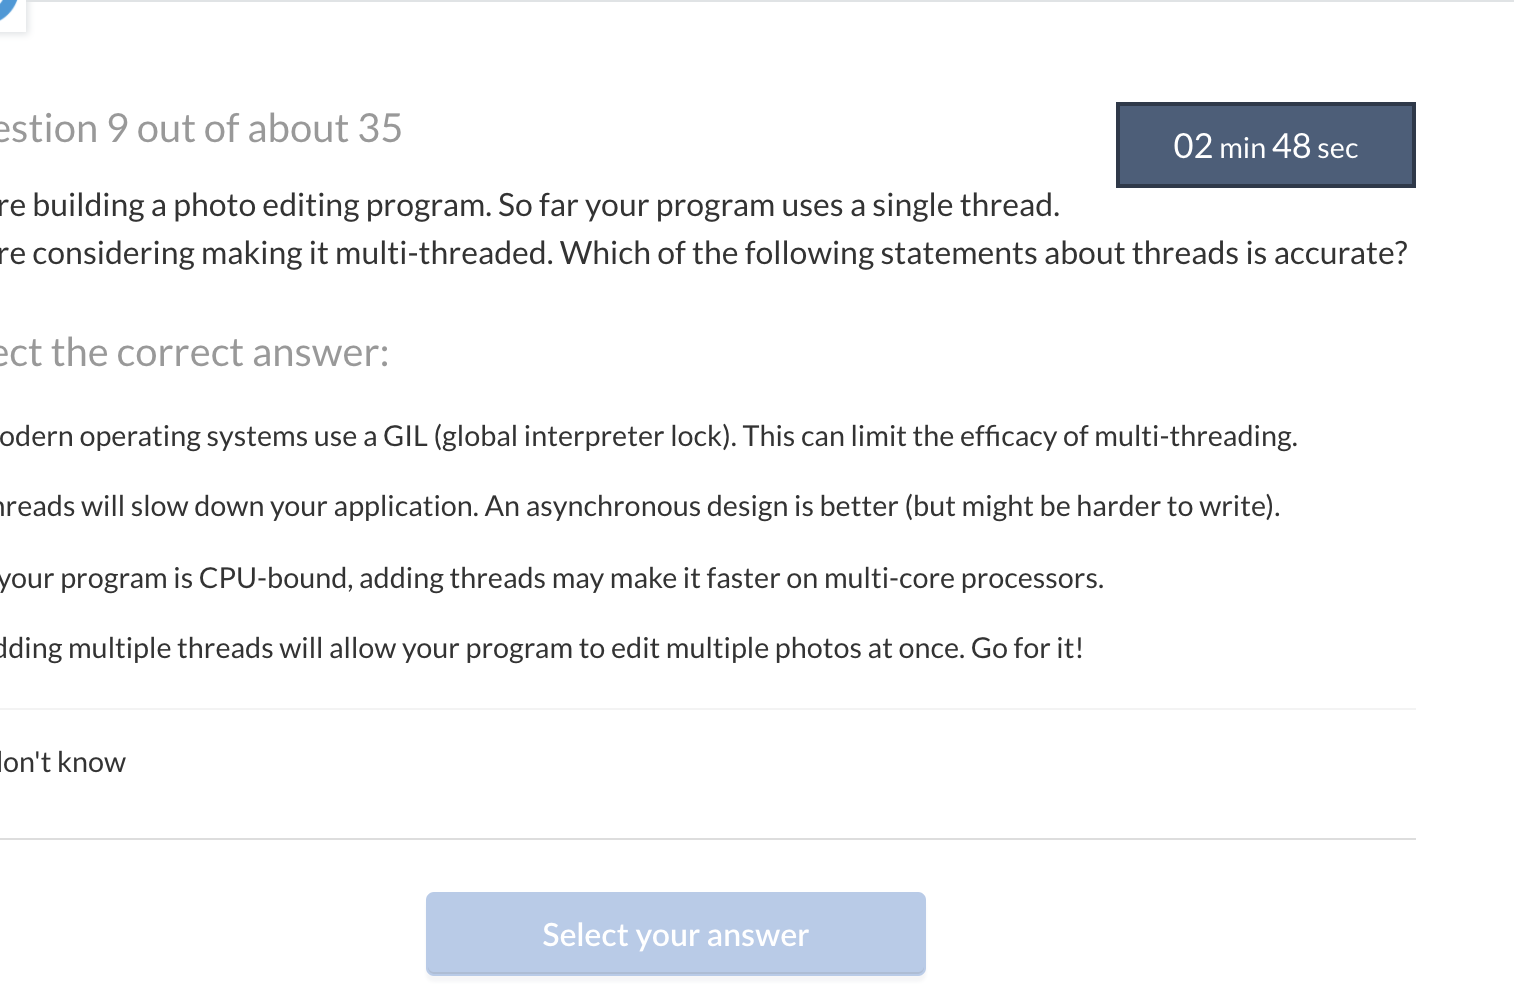 estion 9 out of about 35
02 min 48 sec
re building a photo editing program. So far your program uses a single thread.
re considering making it multi-threaded. Which of the following statements about threads is accurate?
ect the correct answer:
odern operating systems use a GIL (global interpreter lock). This can limit the efficacy of multi-threading.
hreads will slow down your application. An asynchronous design is better (but might be harder to write).
your program is CPU-bound, adding threads may make it faster on multi-core processors.
dding multiple threads will allow your program to edit multiple photos at once. Go for it!
don't know
Select your answer